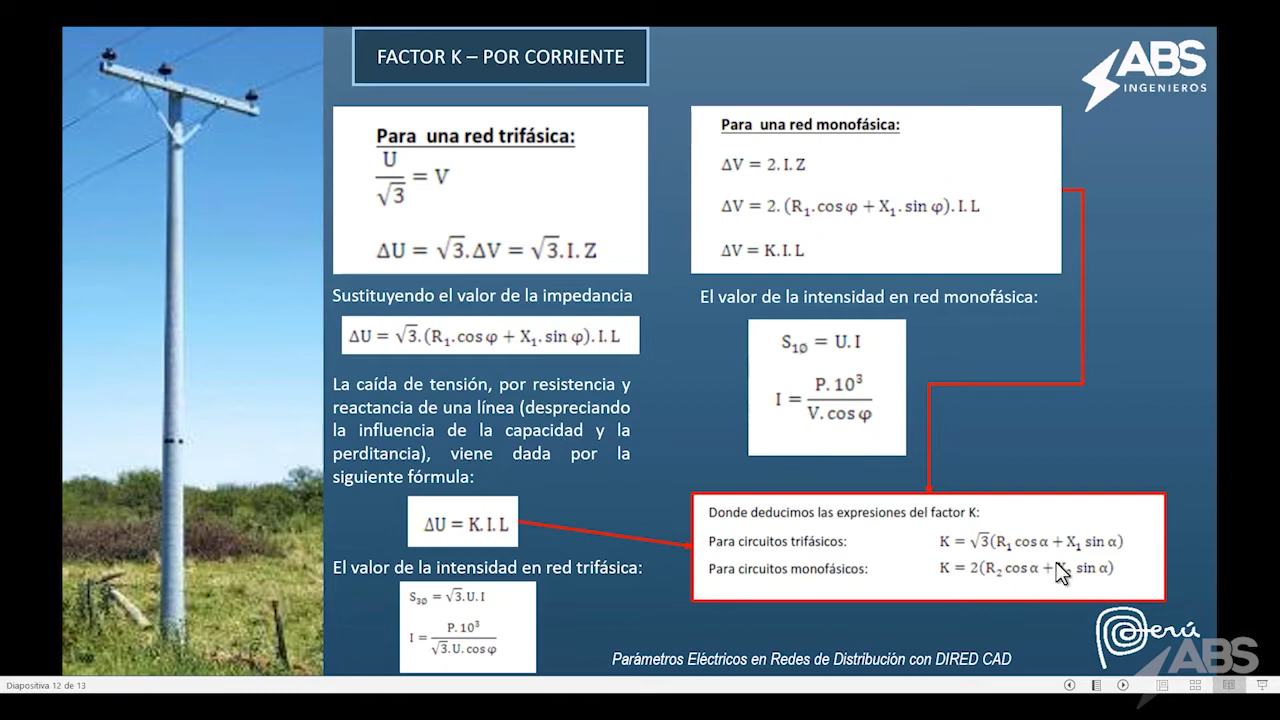 FACTOR K – POR CORRIENTE
ABS
INGENIEROS
Para una red trifásica:
U/√3 = V
ΔU = √3.ΔV = √3.I.Z
Sustituyendo el valor de la impedancia
ΔU = √3.(R₁.cos φ + X₁.sin φ).I.L
La caída de tensión, por resistencia y
reactancia de una línea (despreciando
la influencia de la capacidad y la
perditancia), viene dada por la
siguiente fórmula:
ΔU = K.I.L
El valor de la intensidad en red trifásica:
S₃ø = √3.U.I
I = P.10³/√3.U.cos φ
Para una red monofásica:
ΔV = 2.I.Z
ΔV = 2.(R₁.cos φ + X₁.sin φ).I.L
ΔV = K.I.L
El valor de la intensidad en red monofásica:
S₁ø = U.I
I = P.10³/V.cos φ
Donde deducimos las expresiones del factor K:
Para circuitos trifásicos: K = √3(R₁ cos α + X₁ sin α)
Para circuitos monofásicos: K = 2(R₂ cos α + sin α)
Perú
Parámetros Eléctricos en Redes de Distribución con DIRED CAD
ABS
Diapositiva 12 de 13